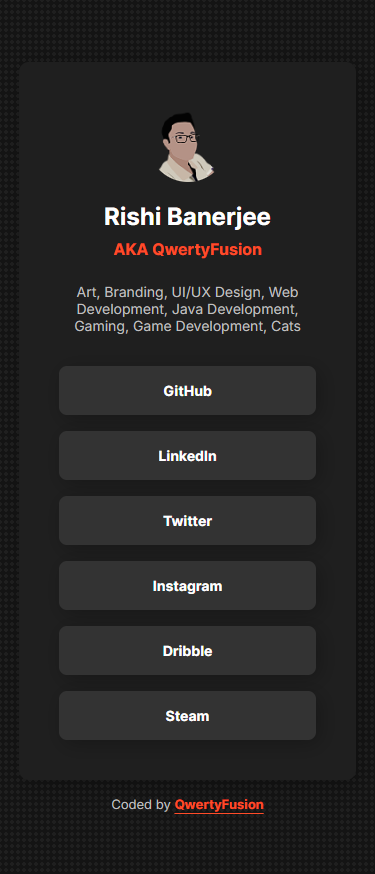 Rishi Banerjee
AKA QwertyFusion
Art, Branding, UI/UX Design, Web
Development, Java Development,
Gaming, Game Development, Cats
GitHub
LinkedIn
Twitter
Instagram
Dribble
Steam
Coded by QwertyFusion